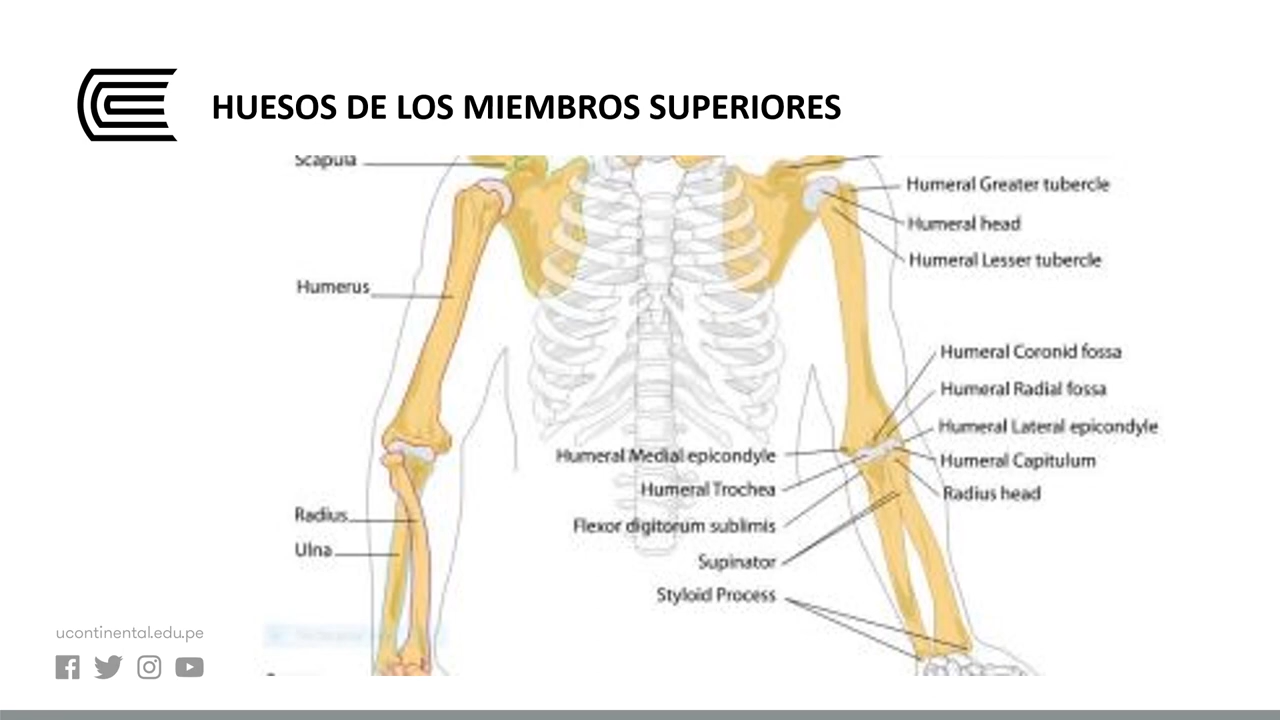 HUESOS DE LOS MIEMBROS SUPERIORES
Scapula
Humeral Greater tubercle
Humeral head
Humeral Lesser tubercle
Humerus
Humeral Coronid fossa
Humeral Radial fossa
Humeral Lateral epicondyle
Humeral Medial epicondyle
Humeral Capitulum
Humeral Trochea
Radius head
Radius
Flexor digitorum sublimis
Ulna
Supinator
Styloid Process
ucontinental.edu.pe